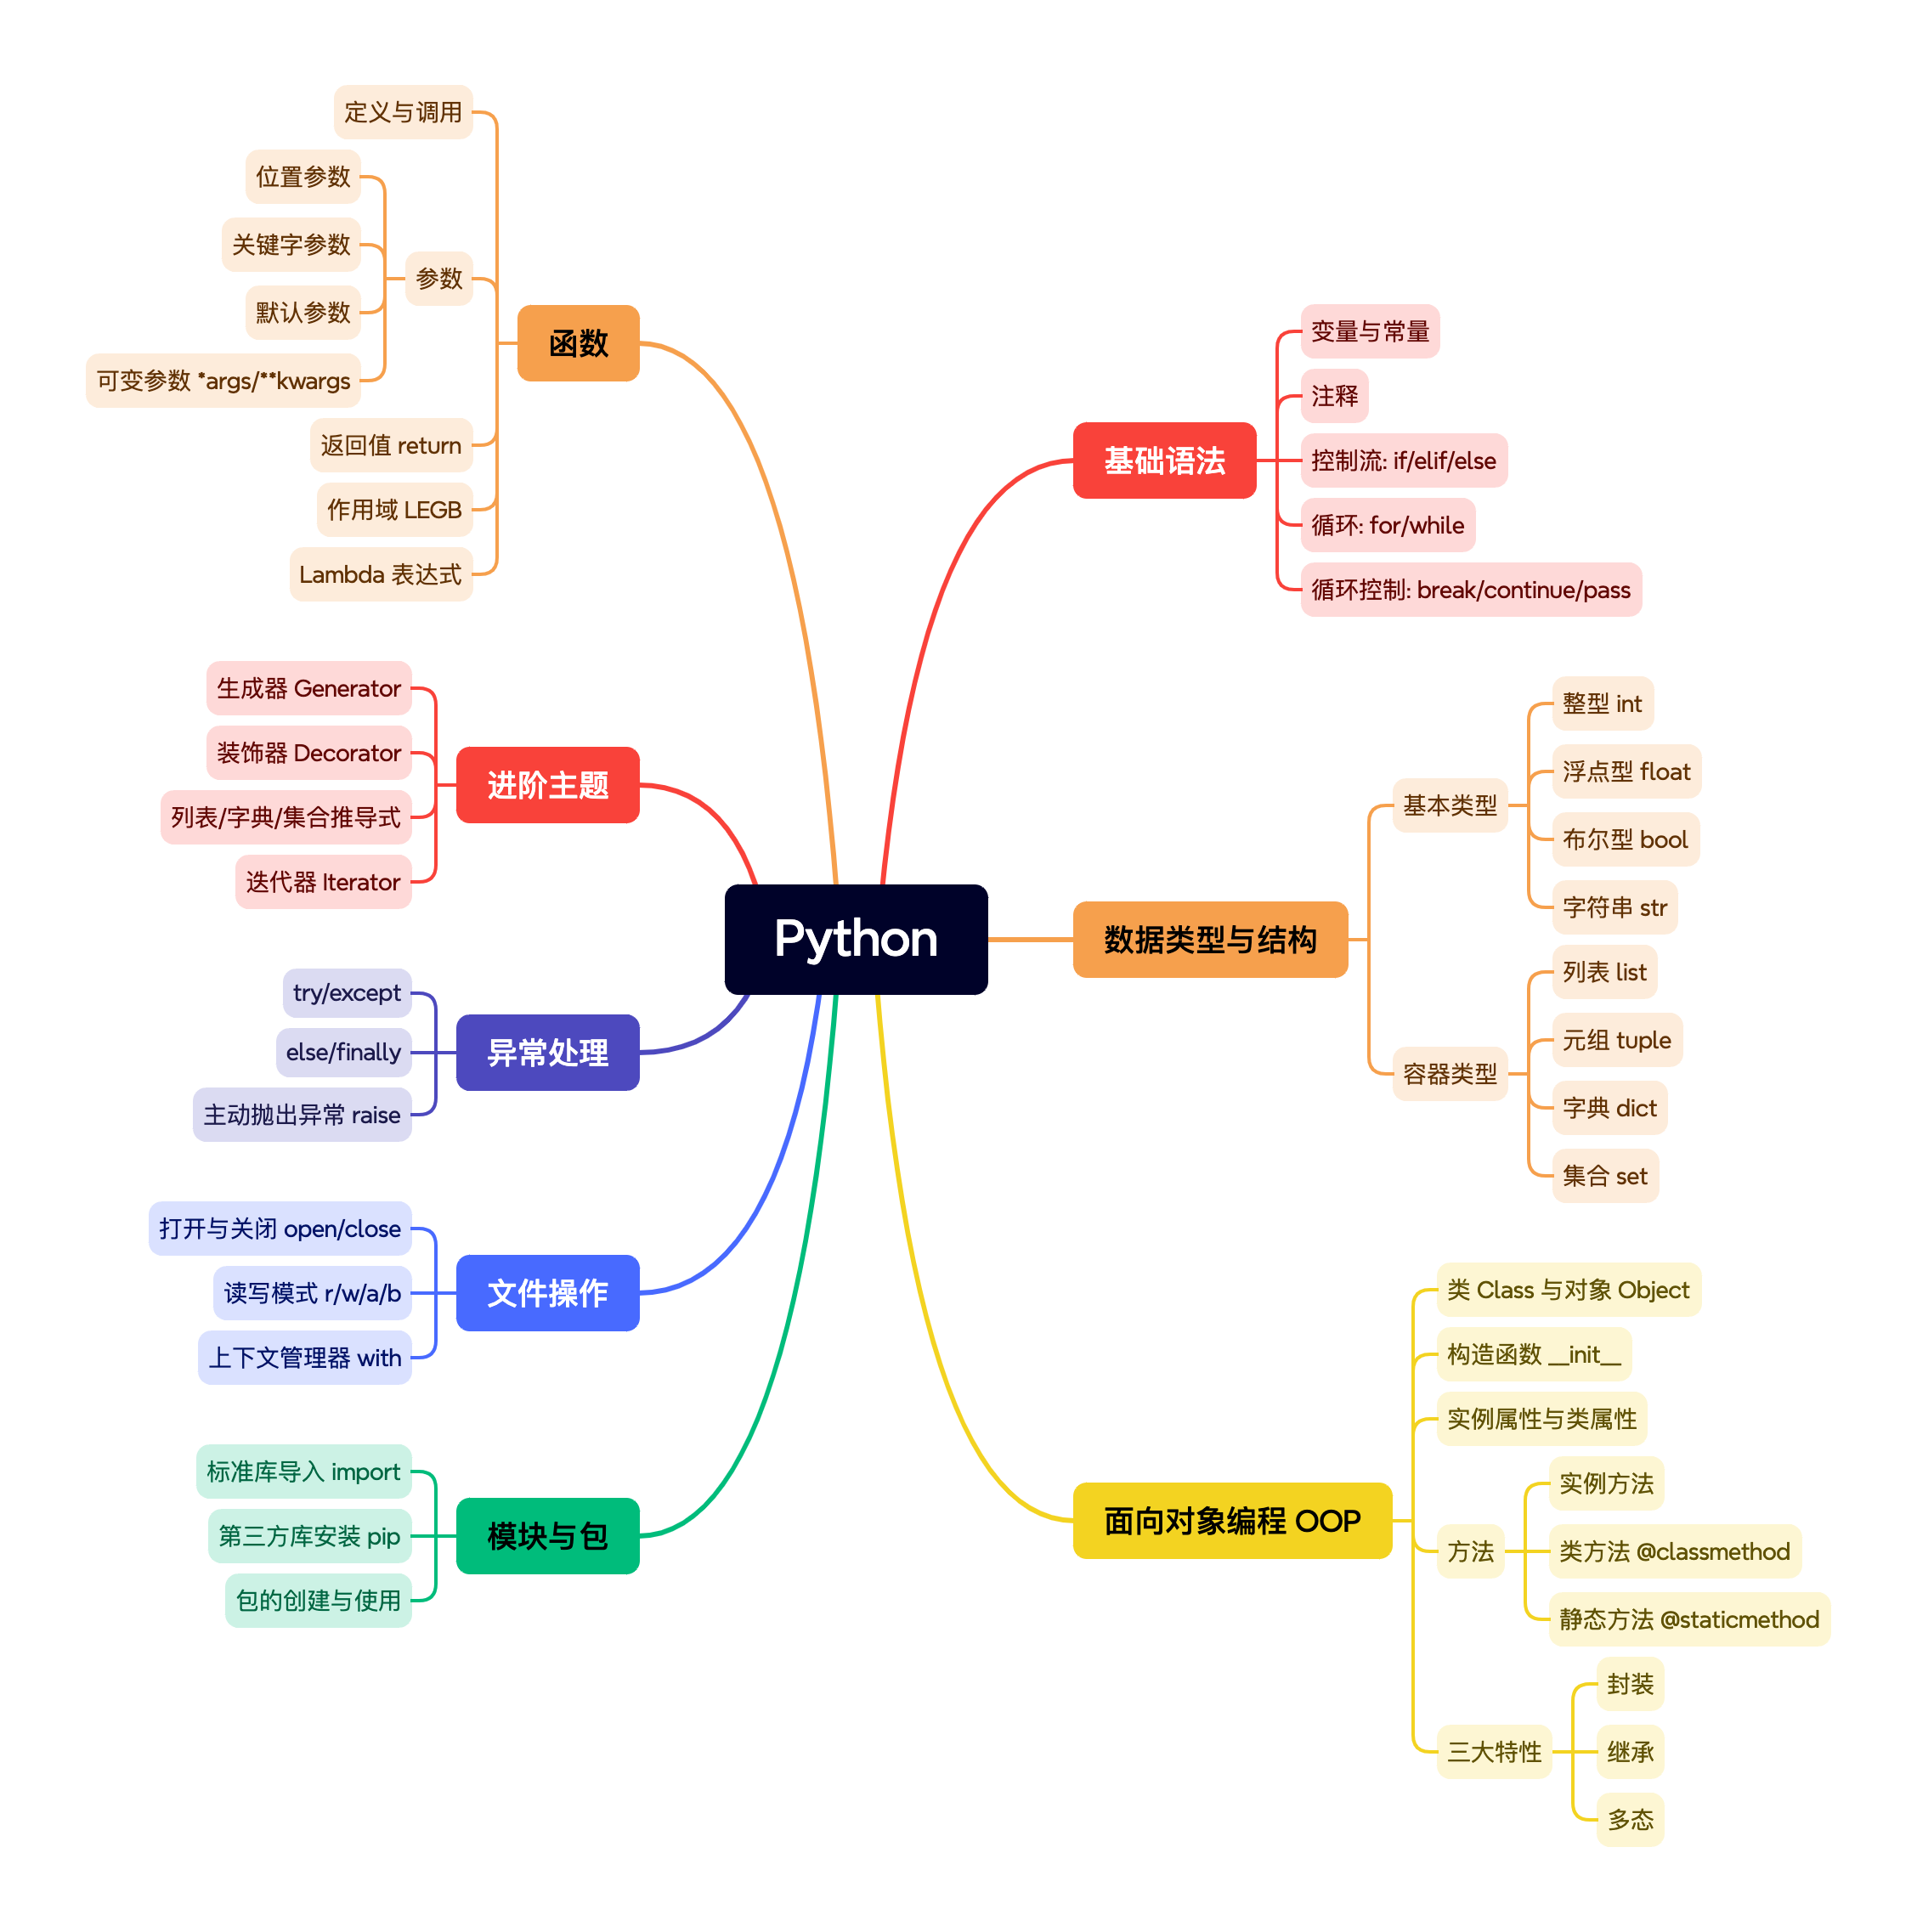 Python
基础语法
变量与常量
注释
控制流: if/elif/else
循环: for/while
循环控制: break/continue/pass
数据类型与结构
基本类型
整型 int
浮点型 float
布尔型 bool
字符串 str
容器类型
列表 list
元组 tuple
字典 dict
集合 set
面向对象编程 OOP
类 Class 与对象 Object
构造函数 __init__
实例属性与类属性
方法
实例方法
类方法 @classmethod
静态方法 @staticmethod
三大特性
封装
继承
多态
函数
定义与调用
参数
位置参数
关键字参数
默认参数
可变参数 *args/**kwargs
返回值 return
作用域 LEGB
Lambda 表达式
进阶主题
生成器 Generator
装饰器 Decorator
列表/字典/集合推导式
迭代器 Iterator
异常处理
try/except
else/finally
主动抛出异常 raise
文件操作
打开与关闭 open/close
读写模式 r/w/a/b
上下文管理器 with
模块与包
标准库导入 import
第三方库安装 pip
包的创建与使用